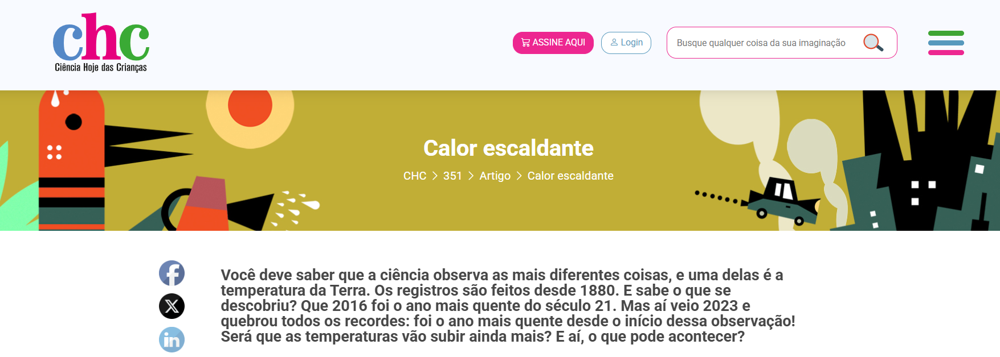 chc
Ciência Hoje das Crianças
ASSINE AQUI
Login
Busque qualquer coisa da sua imaginação
Calor escaldante
CHC > 351 > Artigo > Calor escaldante
Você deve saber que a ciência observa as mais diferentes coisas, e uma delas é a
temperatura da Terra. Os registros são feitos desde 1880. E sabe o que se
descobriu? Que 2016 foi o ano mais quente do século 21. Mas aí veio 2023 e
quebrou todos os recordes: foi o ano mais quente desde o início dessa observação!
Será que as temperaturas vão subir ainda mais? E aí, o que pode acontecer?